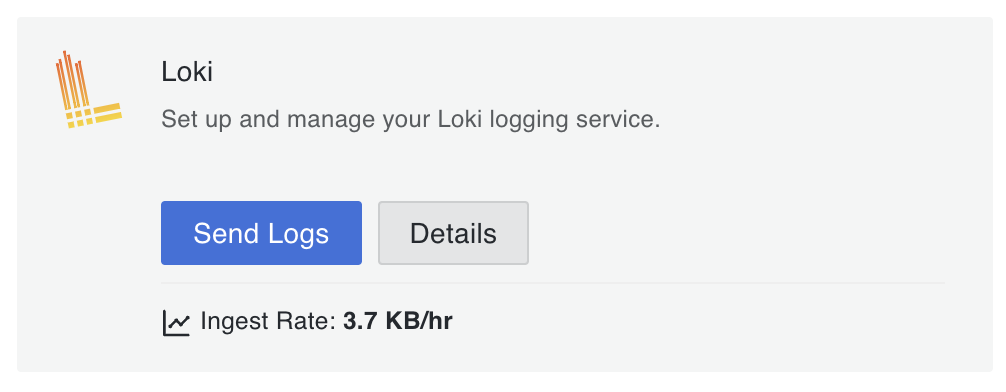 Loki
Set up and manage your Loki logging service.
Send Logs
Details
Ingest Rate: 3.7 KB/hr